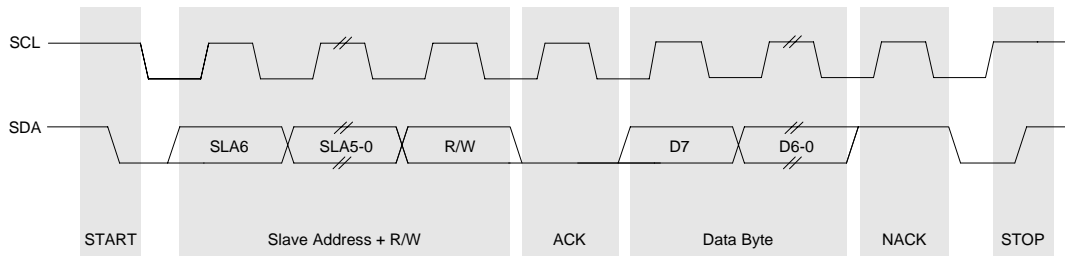 SCL
SDA
SLA6 SLA5-0 R/W D7 D6-0
START Slave Address + R/W ACK Data Byte NACK STOP